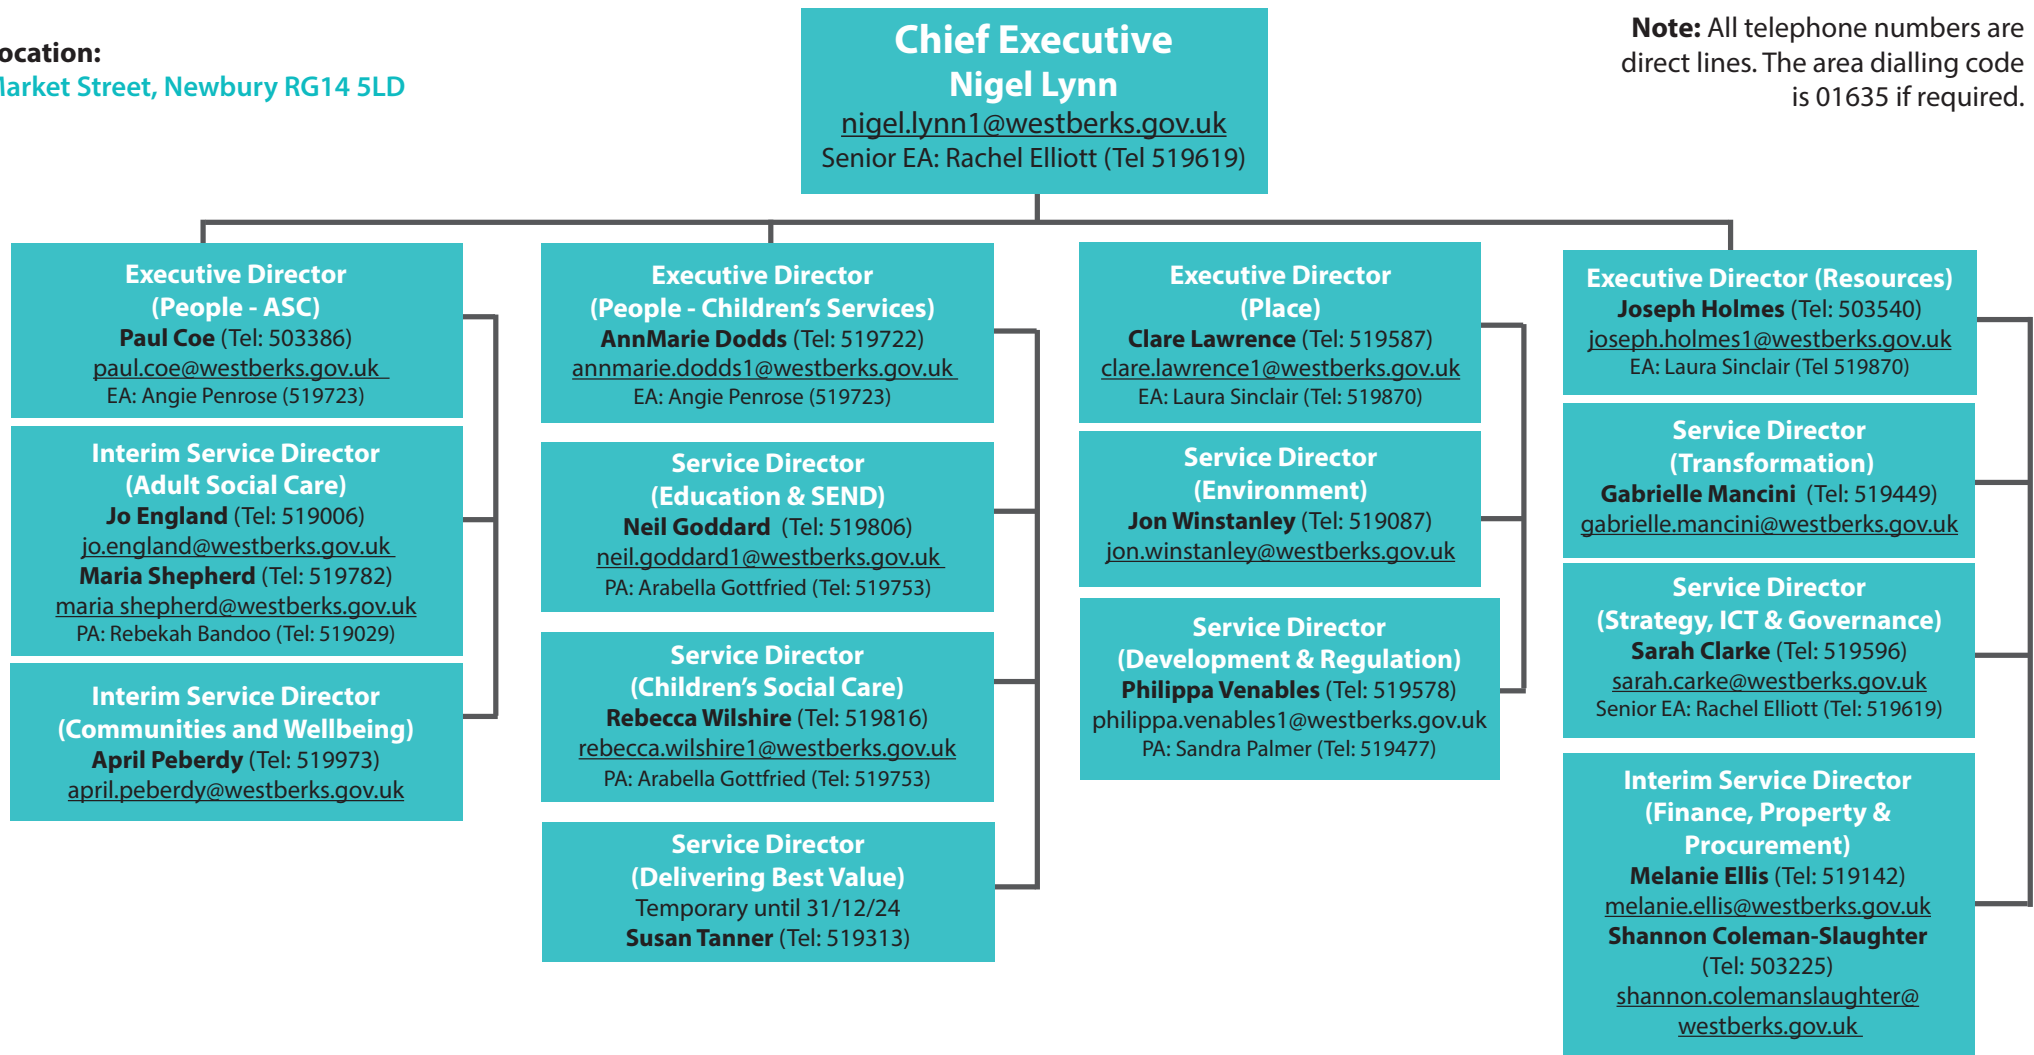 ocation:
Market Street, Newbury RG14 5LD
Chief Executive
Nigel Lynn
nigel.lynn1@westberks.gov.uk
Senior EA: Rachel Elliott (Tel 519619)
Note: All telephone numbers are
direct lines. The area dialling code
is 01635 if required.
Executive Director
(People - ASC)
Paul Coe (Tel: 503386)
paul.coe@westberks.gov.uk
EA: Angie Penrose (519723)
Interim Service Director
(Adult Social Care)
Jo England (Tel: 519006)
jo.england@westberks.gov.uk
Maria Shepherd (Tel: 519782)
maria shepherd@westberks.gov.uk
PA: Rebekah Bandoo (Tel: 519029)
Interim Service Director
(Communities and Wellbeing)
April Peberdy (Tel: 519973)
april.peberdy@westberks.gov.uk
Executive Director
(People - Children's Services)
AnnMarie Dodds (Tel: 519722)
annmarie.dodds1@westberks.gov.uk
EA: Angie Penrose (519723)
Service Director
(Education & SEND)
Neil Goddard (Tel: 519806)
neil.goddard1@westberks.gov.uk
PA: Arabella Gottfried (Tel: 519753)
Service Director
(Children's Social Care)
Rebecca Wilshire (Tel: 519816)
rebecca.wilshire1@westberks.gov.uk
PA: Arabella Gottfried (Tel: 519753)
Service Director
(Delivering Best Value)
Temporary until 31/12/24
Susan Tanner (Tel: 519313)
Executive Director
(Place)
Clare Lawrence (Tel: 519587)
clare.lawrence1@westberks.gov.uk
EA: Laura Sinclair (Tel: 519870)
Service Director
(Environment)
Jon Winstanley (Tel: 519087)
jon.winstanley@westberks.gov.uk
Service Director
(Development & Regulation)
Philippa Venables (Tel: 519578)
philippa.venables1@westberks.gov.uk
PA: Sandra Palmer (Tel: 519477)
Executive Director (Resources)
Joseph Holmes (Tel: 503540)
joseph.holmes1@westberks.gov.uk
EA: Laura Sinclair (Tel 519870)
Service Director
(Transformation)
Gabrielle Mancini (Tel: 519449)
gabrielle.mancini@westberks.gov.uk
Service Director
(Strategy, ICT & Governance)
Sarah Clarke (Tel: 519596)
sarah.carke@westberks.gov.uk
Senior EA: Rachel Elliott (Tel: 519619)
Interim Service Director
(Finance, Property &
Procurement)
Melanie Ellis (Tel: 519142)
melanie.ellis@westberks.gov.uk
Shannon Coleman-Slaughter
(Tel: 503225)
shannon.colemanslaughter@
westberks.gov.uk